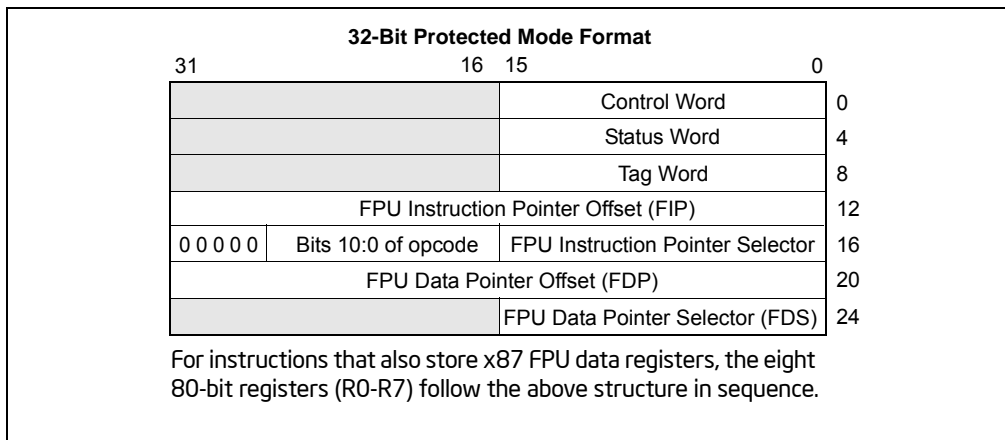 32-Bit Protected Mode Format
31 16 15 0
Control Word 0
Status Word 4
Tag Word 8
FPU Instruction Pointer Offset (FIP) 12
0 0 0 0 0 Bits 10:0 of opcode FPU Instruction Pointer Selector 16
FPU Data Pointer Offset (FDP) 20
FPU Data Pointer Selector (FDS) 24
For instructions that also store x87 FPU data registers, the eight
80-bit registers (R0-R7) follow the above structure in sequence.